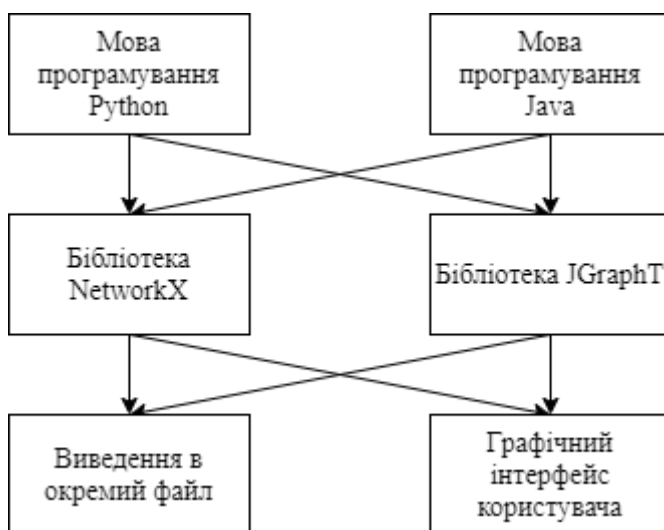 Мова
програмування
Python
Мова
програмування
Java
Бібліотека
NetworkX
Бібліотека JGraphT
Виведення в
окремий файл
Графічний
інтерфейс
користувача